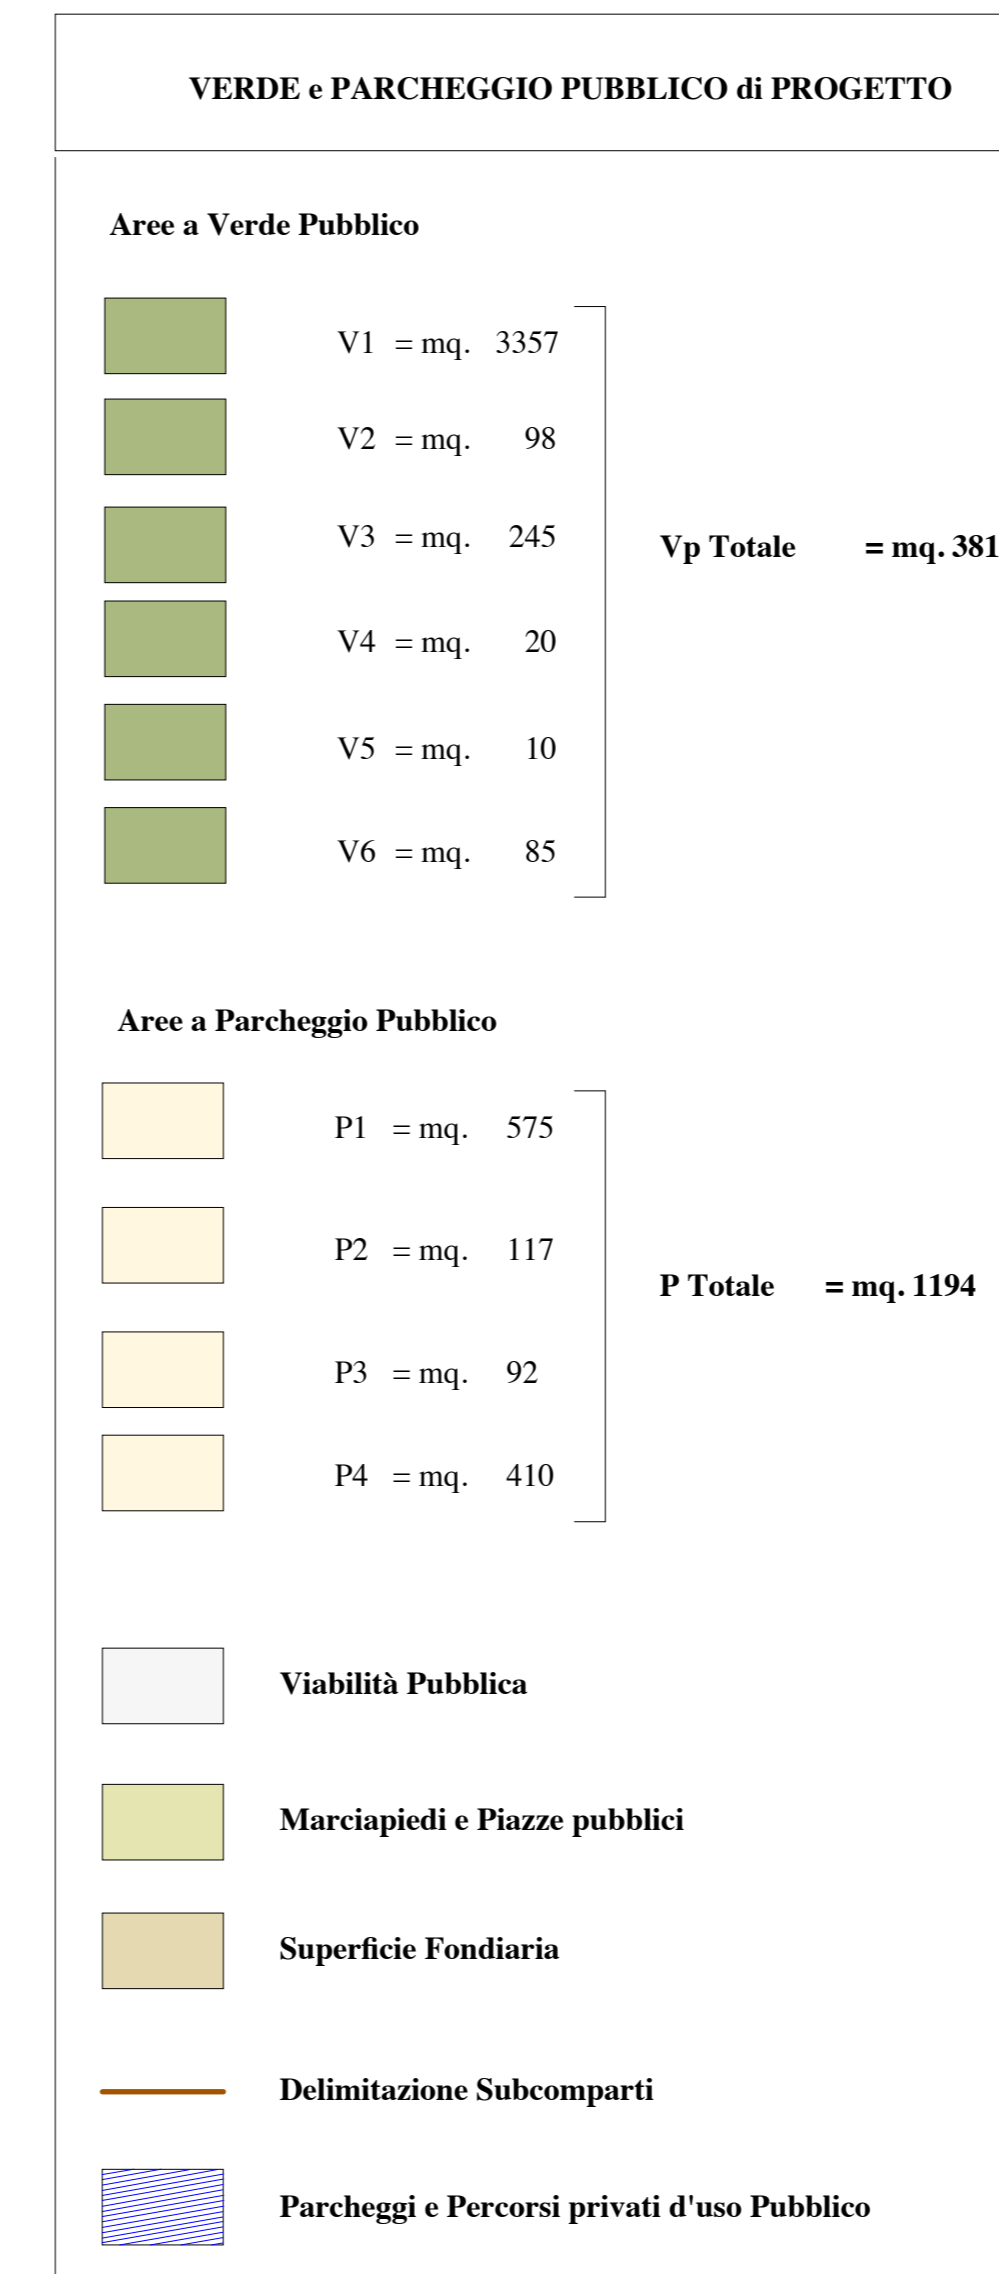 VERDE e PARCHEGGIO PUBBLICO di PROGETTO
Aree a Verde Pubblico
V1 = mq. 3357
V2 = mq. 98
V3 = mq. 245
Vp Totale = mq. 381
V4 = mq. 20
V5 = mq. 10
V6 = mq. 85
Aree a Parcheggio Pubblico
P1 = mq. 575
P2 = mq. 117
P Totale = mq. 1194
P3 = mq. 92
P4 = mq. 410
Viabilità Pubblica
Marciapiedi e Piazze pubblici
Superficie Fondiaria
Delimitazione Subcomparti
Parcheggi e Percorsi privati d'uso Pubblico